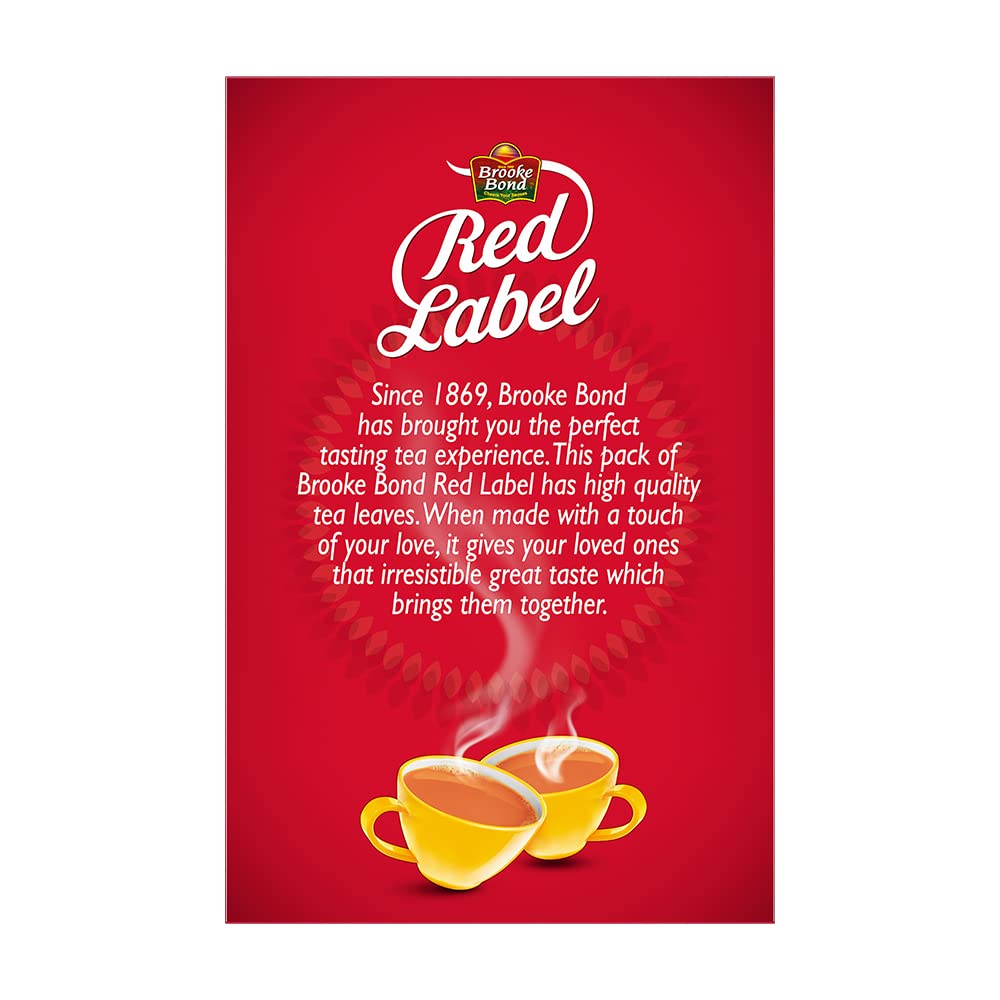 Brooke
Bond
Red
Label
Since 1869, Brooke Bond
has brought you the perfect
tasting tea experience. This pack of
Brooke Bond Red Label has high quality
tea leaves. When made with a touch
of your love, it gives your loved ones
that irresistible great taste which
brings them together.